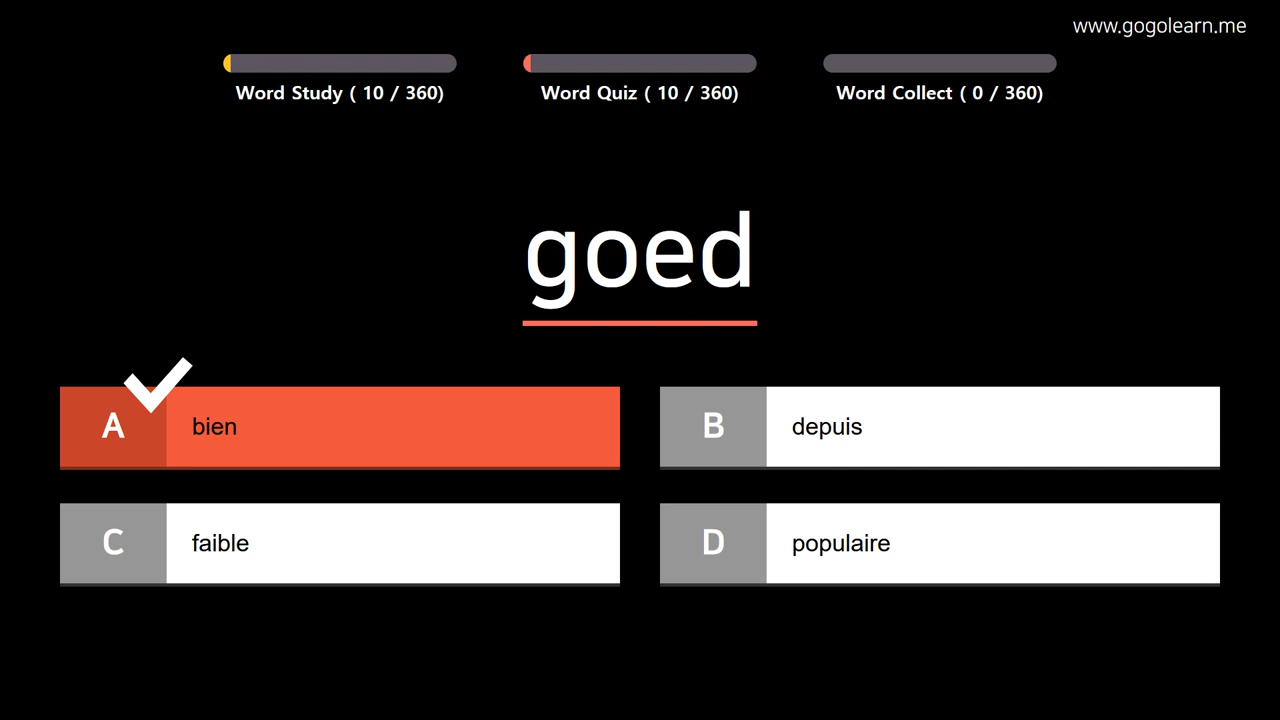 www.gogolearn.me
Word Study ( 10 / 360)
Word Quiz ( 10 / 360)
Word Collect ( 0 / 360)
goed
A bien
B depuis
C faible
D populaire